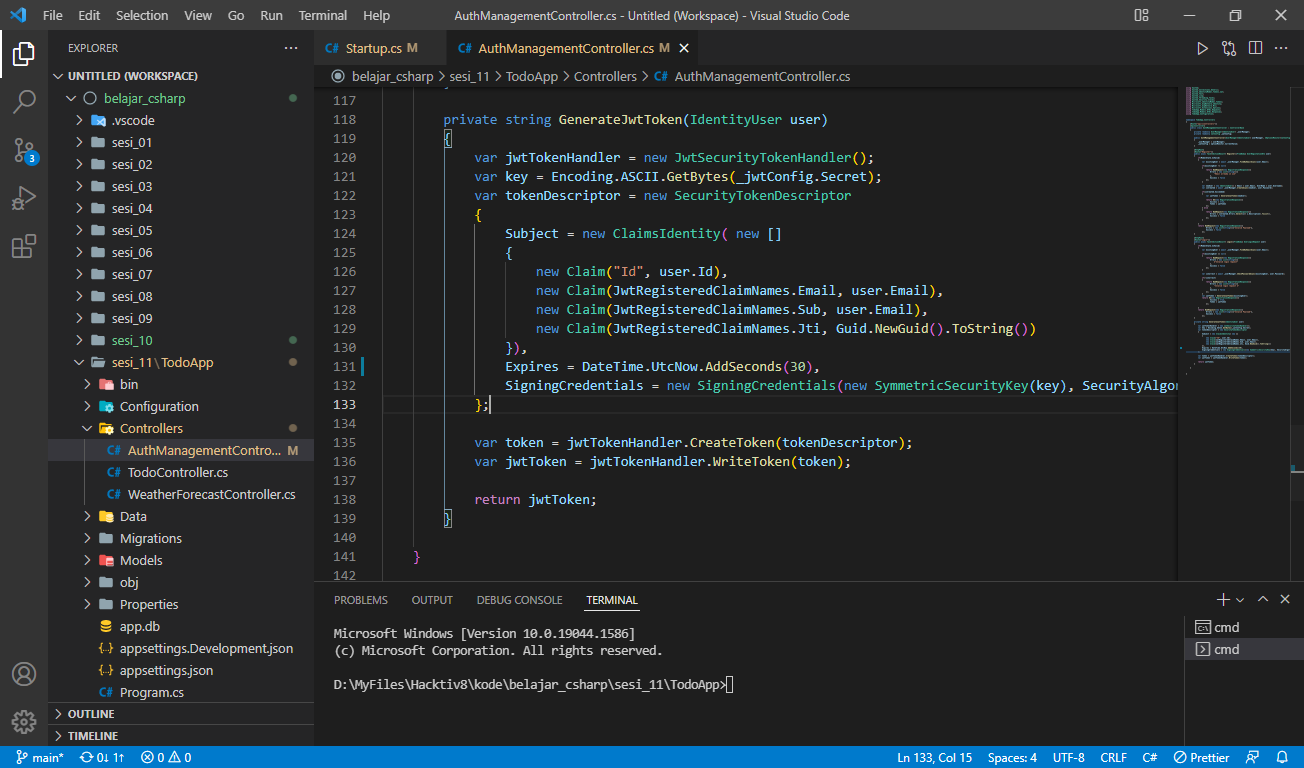 File Edit Selection View Go Run Terminal Help AuthManagementController.cs - Untitled (Workspace) - Visual Studio Code
EXPLORER
C# Startup.cs M C# AuthManagementController.cs M
belajar_csharp > sesi_11 > TodoApp > Controllers > C# AuthManagementController.cs
UNTITLED (WORKSPACE)
belajar_csharp
.vscode
sesi_01
sesi_02
sesi_03
sesi_04
sesi_05
sesi_06
sesi_07
sesi_08
sesi_09
sesi_10
sesi_11\TodoApp
bin
Configuration
Controllers
C# AuthManagementContro... M
C# TodoController.cs
C# WeatherForecastController.cs
Data
Migrations
Models
obj
Properties
app.db
{..} appsettings.Development.json
{..} appsettings.json
C# Program.cs
OUTLINE
TIMELINE
3
117
118 private string GenerateJwtToken(IdentityUser user)
119 {
120 var jwtTokenHandler = new JwtSecurityTokenHandler();
121 var key = Encoding.ASCII.GetBytes(_jwtConfig.Secret);
122 var tokenDescriptor = new SecurityTokenDescriptor
123 {
124 Subject = new ClaimsIdentity( new []
125 {
126 new Claim("Id", user.Id),
127 new Claim(JwtRegisteredClaimNames.Email, user.Email),
128 new Claim(JwtRegisteredClaimNames.Sub, user.Email),
129 new Claim(JwtRegisteredClaimNames.Jti, Guid.NewGuid().ToString())
130 }),
131 Expires = DateTime.UtcNow.AddSeconds(30),
132 SigningCredentials = new SigningCredentials(new SymmetricSecurityKey(key), SecurityAlgor
133 };
134
135 var token = jwtTokenHandler.CreateToken(tokenDescriptor);
136 var jwtToken = jwtTokenHandler.WriteToken(token);
137
138 return jwtToken;
139 }
140
141 }
142
PROBLEMS OUTPUT DEBUG CONSOLE TERMINAL
Microsoft Windows [Version 10.0.19044.1586]
(c) Microsoft Corporation. All rights reserved.
D:\MyFiles\Hacktiv8\kode\belajar_csharp\sesi_11\TodoApp>
cmd
cmd
main* 0↓ 1↑ 0 0 Ln 133, Col 15 Spaces: 4 UTF-8 CRLF C# Prettier